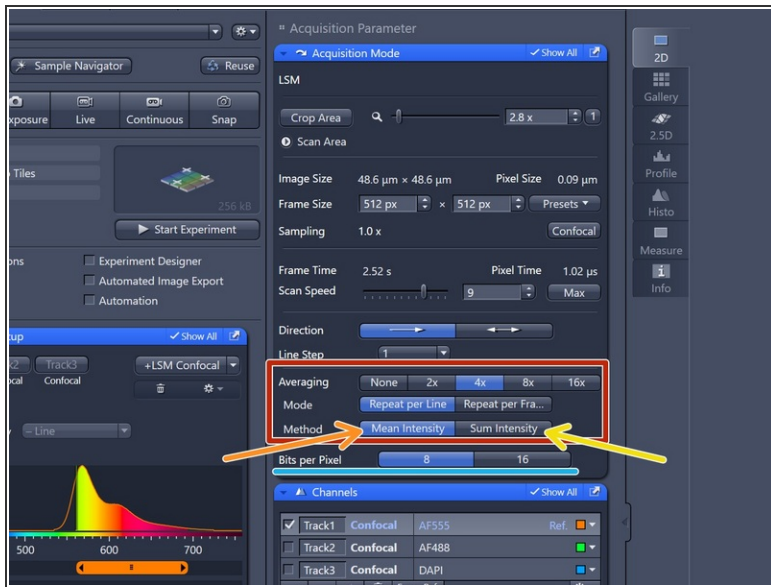 Acquisition Parameter
Acquisition Mode Show All
Sample Navigator Reuse
LSM
xposure Live Continuous Snap
Crop Area 2.8 x 1
Scan Area
Tiles
Image Size 48.6 µm × 48.6 µm Pixel Size 0.09 µm
Frame Size 512 px × 512 px Presets
256 kB
Start Experiment
Sampling 1.0 x Confocal
ons Experiment Designer
Automated Image Export
Automation
Frame Time 2.52 s Pixel Time 1.02 µs
Scan Speed 9 Max
Direction
Line Step 1
Averaging None 2x 4x 8x 16x
Mode Repeat per Line Repeat per Fra...
Method Mean Intensity Sum Intensity
Bits per Pixel 8 16
tup Show All
k2 Track3 +LSM Confocal
ocal Confocal
y – Line
500 600 700
Channels Show All
Track1 Confocal AF555 Ref.
Track2 Confocal AF488
Track3 Confocal DAPI
2D
Gallery
2.5D
Profile
Histo
Measure
Info